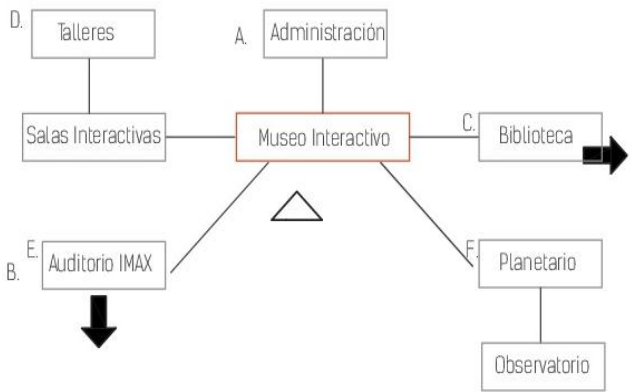 D.
Talleres
A.
Administración
Salas Interactivas
Museo Interactivo
C.
Biblioteca
E.
Auditorio IMAX
B.
F.
Planetario
Observatorio